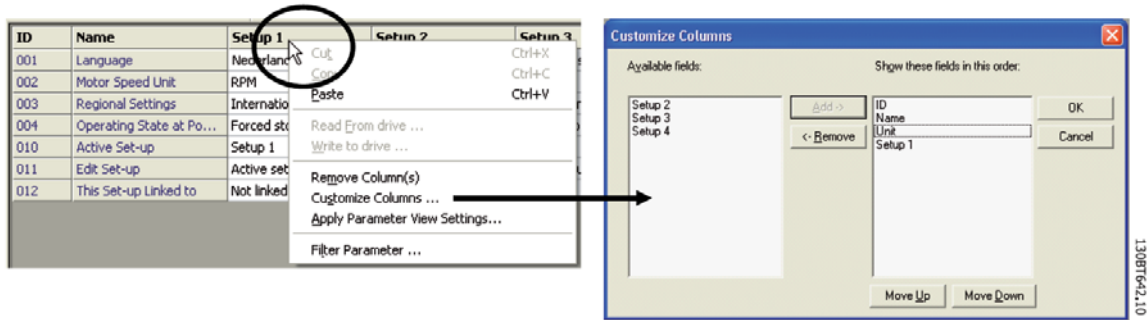 ID Name Setup 1 Setup 2 Setup 3
001 Language
002 Motor Speed Unit RPM
003 Regional Settings
004 Operating State at Po... Forced
010 Active Set-up Setup 1
011 Edit Set-up Active set
012 This Set-up Linked to Not linked
Cut Ctrl+X
Copy Ctrl+C
Paste Ctrl+V
Read From drive ...
Write to drive ...
Remove Column(s)
Customize Columns ...
Apply Parameter View Settings...
Filter Parameter ...
Customize Columns
Available fields: Show these fields in this order:
Setup 2
Setup 3
Setup 4
Add ->
<- Remove
ID
Name
Unit
Setup 1
OK
Cancel
Move Up Move Down
130BT642.10